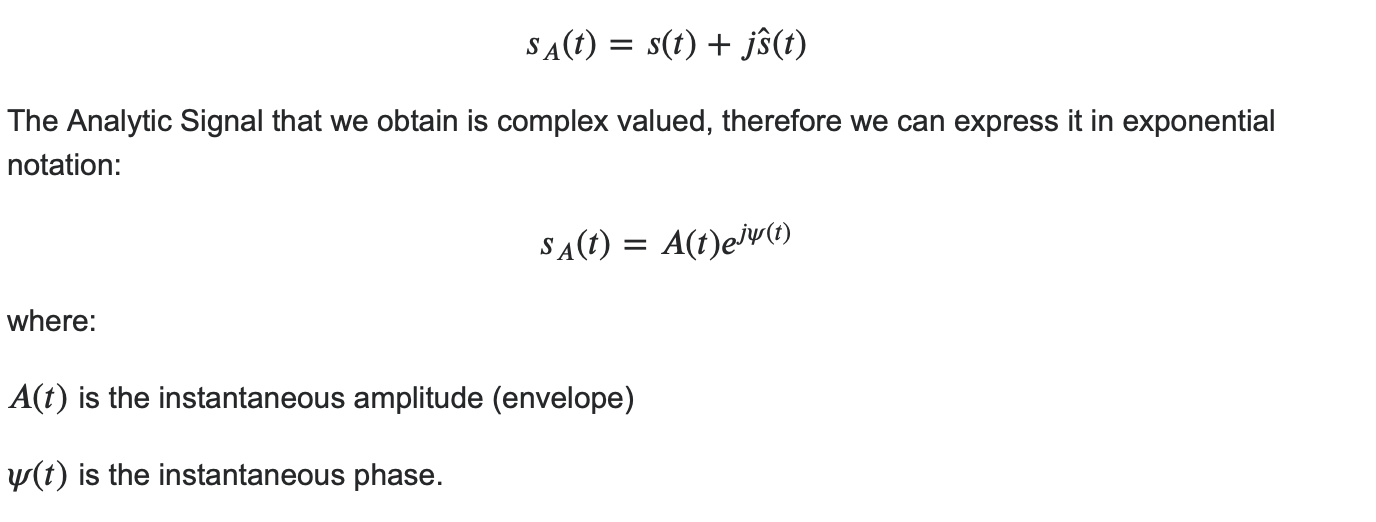 s_A(t) = s(t) + jŝ(t)
The Analytic Signal that we obtain is complex valued, therefore we can express it in exponential
notation:
s_A(t) = A(t)e^{jψ(t)}
where:
A(t) is the instantaneous amplitude (envelope)
ψ(t) is the instantaneous phase.